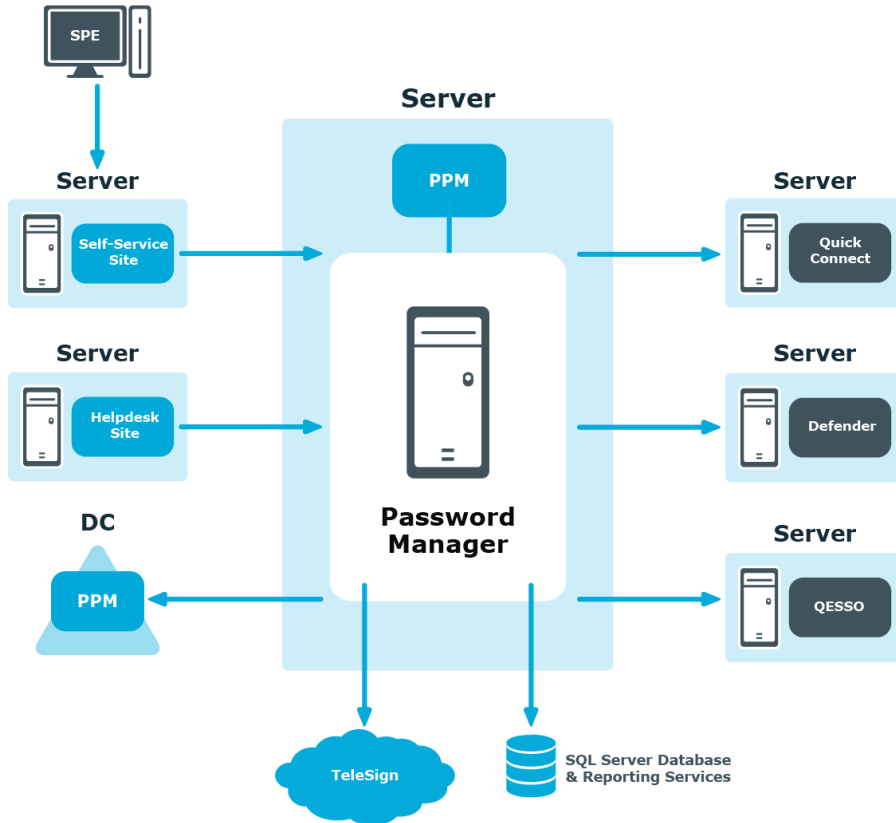 SPE
Server
Server
PPM
Server
Self-Service
Site
Quick
Connect
Server
Helpdesk
Site
Server
Defender
Password
Manager
DC
PPM
Server
QESSO
TeleSign
SQL Server Database
& Reporting Services